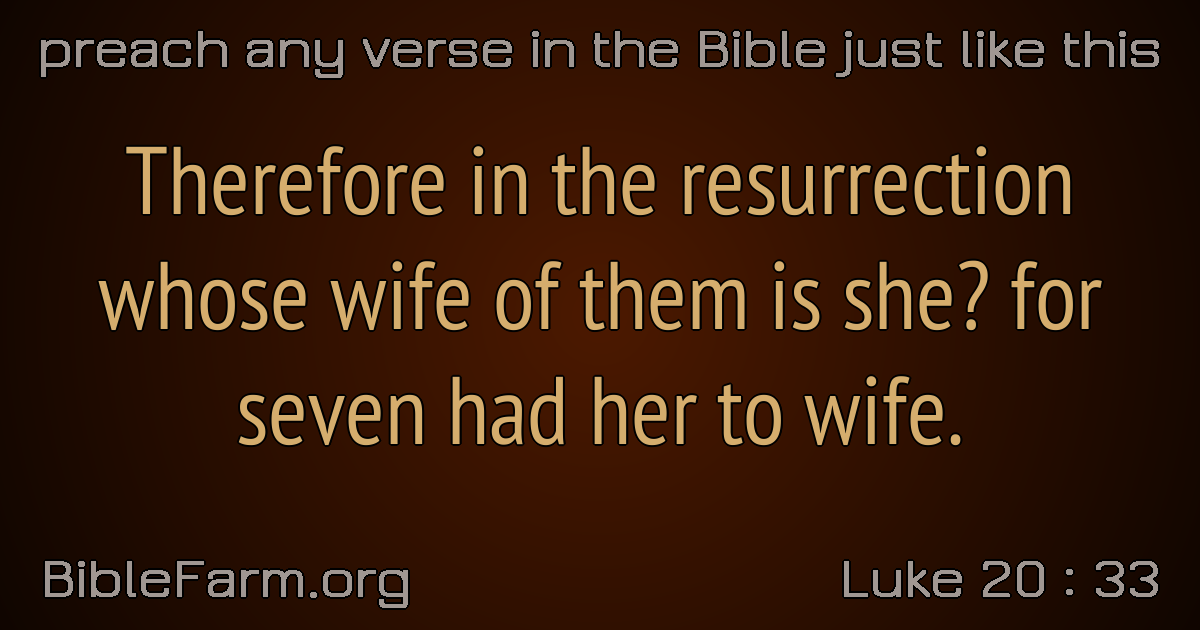 preach any verse in the Bible just like this
Therefore in the resurrection
whose wife of them is she? for
seven had her to wife.
BibleFarm.org
Luke 20 : 33